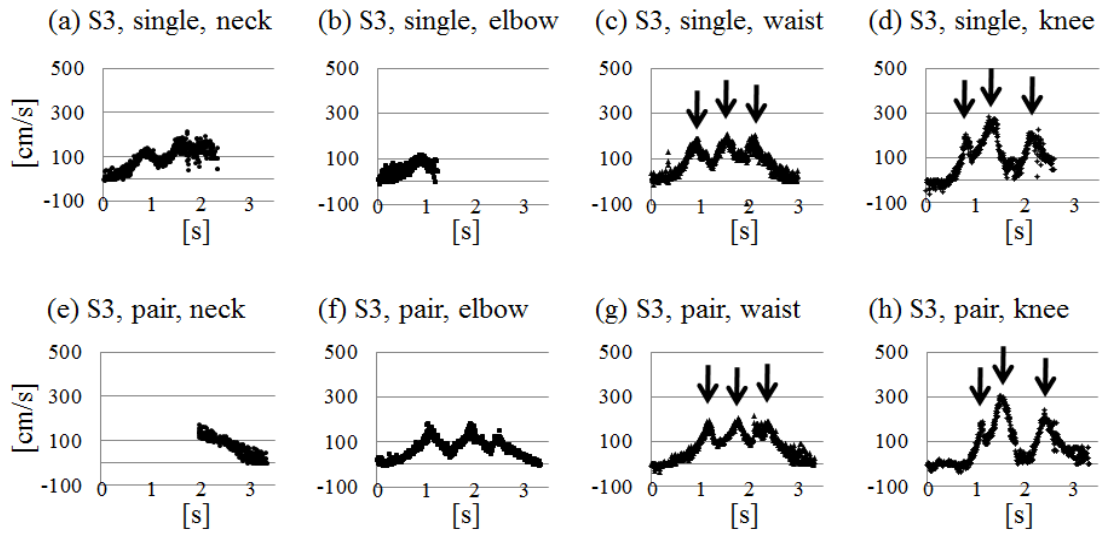 (a) S3, single, neck (b) S3, single, elbow (c) S3, single, waist (d) S3, single, knee
500 500 500 500
300 300 300 300
100 100 100 100
-100 -100 -100 -100
[cm/s]
0 1 2 3 0 1 2 3 0 1 2 3 0 1 2 3
[s] [s] [s] [s]
(e) S3, pair, neck (f) S3, pair, elbow (g) S3, pair, waist (h) S3, pair, knee
500 500 500 500
300 300 300 300
100 100 100 100
-100 -100 -100 -100
[cm/s]
0 1 2 3 0 1 2 3 0 1 2 3 0 1 2 3
[s] [s] [s] [s]